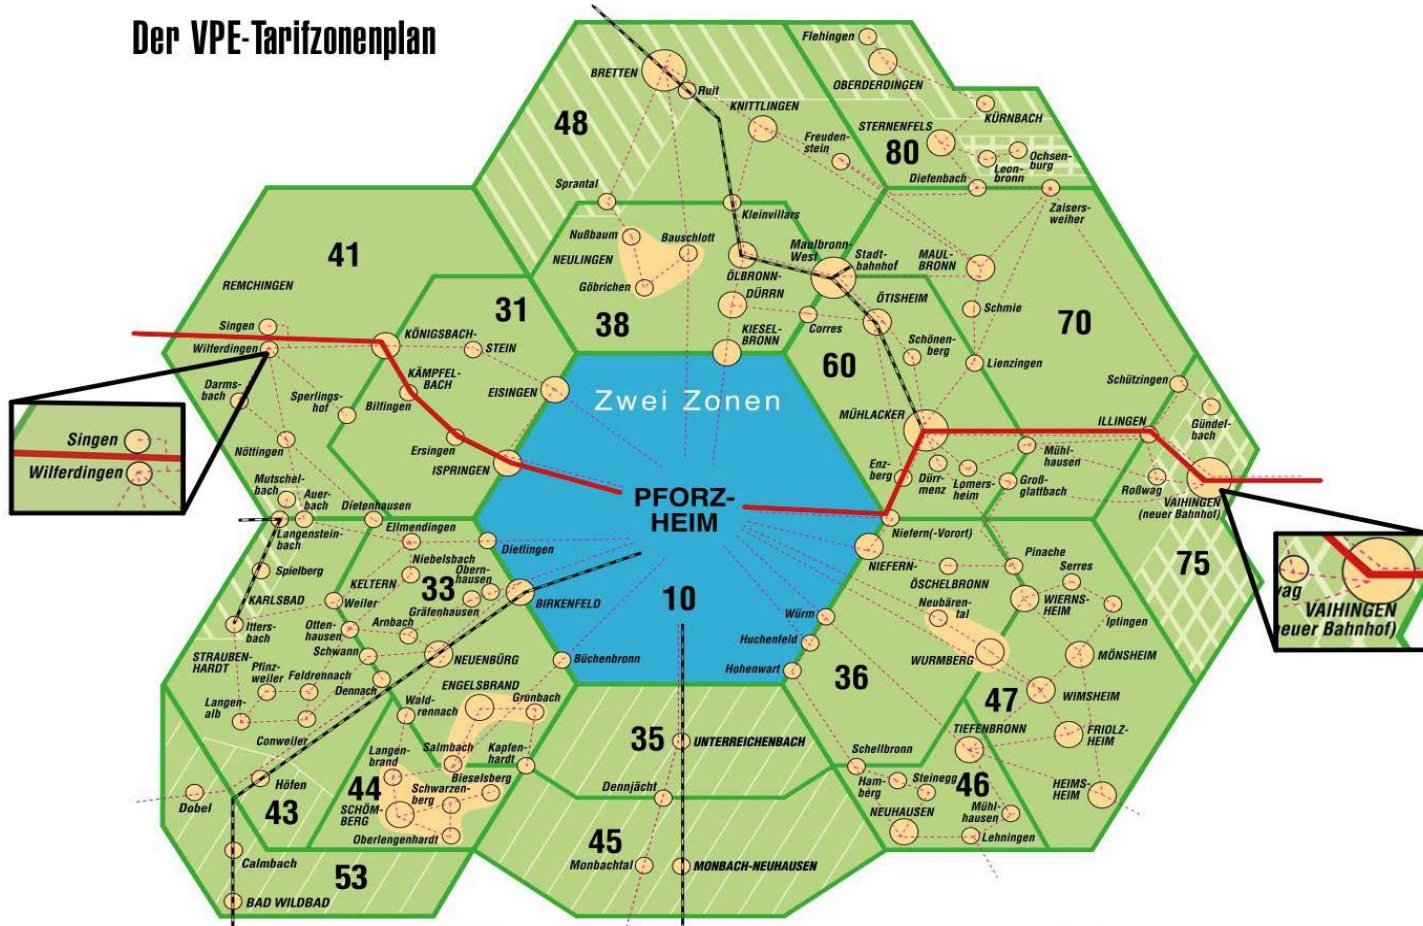 Der VPE-Tarifzonenplan
Flehingen
OBERDERDINGEN
KÜRNBACH
BRETTEN
Ruit
KNITTLINGEN
48
Freuden-
stein
STERNENFELS
80
Ochsen-
burg
Leon-
bronn
Diefenbach
Zaisers-
weiher
Sprantal
Kleinvillars
Nußbaum
Bauschlott
NEULINGEN
Göbrichen
ÖLBRONN-
DÜRRN
Maulbronn-
West
Stadt-
bahnhof
MAUL-
BRONN
41
REMCHINGEN
31
38
KIESEL-
BRONN
Corres
ÖTISHEIM
Schmie
70
Singen
Wilferdingen
KÖNIGSBACH-
STEIN
Schönen-
berg
Lienzingen
60
KÄMPFEL-
BACH
Bilfingen
EISINGEN
Zwei Zonen
Schützingen
Darms-
bach
Sperlings-
hof
MÜHLACKER
ILLINGEN
Gündel-
bach
Singen
Wilferdingen
Nöttingen
Ersingen
ISPRINGEN
Enz-
berg
Dürr-
menz
Lomers-
heim
Mühl-
hausen
Groß-
glattbach
Roßwag
VAIHINGEN
(neuer Bahnhof)
Mutschel-
bach
Auer-
bach
Dietenhausen
PFORZ-
HEIM
Langenstein-
bach
Ellmendingen
Dietlingen
Niefern(-Vorort)
NIEFERN-
ÖSCHELBRONN
Pinache
Serres
75
Spielberg
Niebelsbach
KELTERN
33
Obern-
hausen
KARLSBAD
Weiler
Gräfenhausen
BIRKENFELD
10
Würm
Neubären-
tal
WIERNS-
HEIM
Iptingen
wag
VAIHINGEN
neuer Bahnhof)
Itters-
bach
Otten-
hausen
Arnbach
Huchenfeld
STRAUBEN-
HARDT
Schwann
NEUENBÜRG
Büchenbronn
Hohenwart
WURMBERG
MÖNSHEIM
36
Pfinz-
weiler
Feldrennach
Dennach
ENGELSBRAND
Grunbach
47
WIMSHEIM
Langen-
alb
Wald-
rennach
TIEFENBRONN
FRIOLZ-
HEIM
Conweiler
35
UNTERREICHENBACH
Langen-
brand
Salmbach
Kapfen-
hardt
Schellbronn
Steinegg
46
HEIMS-
HEIM
Höfen
44
Bieselsberg
Dennjächt
Ham-
berg
Dobel
43
SCHÖM-
BERG
Schwarzen-
berg
NEUHAUSEN
Mühl-
hausen
Oberlengenhardt
45
Lehningen
Calmbach
53
Monbachtal
MONBACH-NEUHAUSEN
BAD WILDBAD